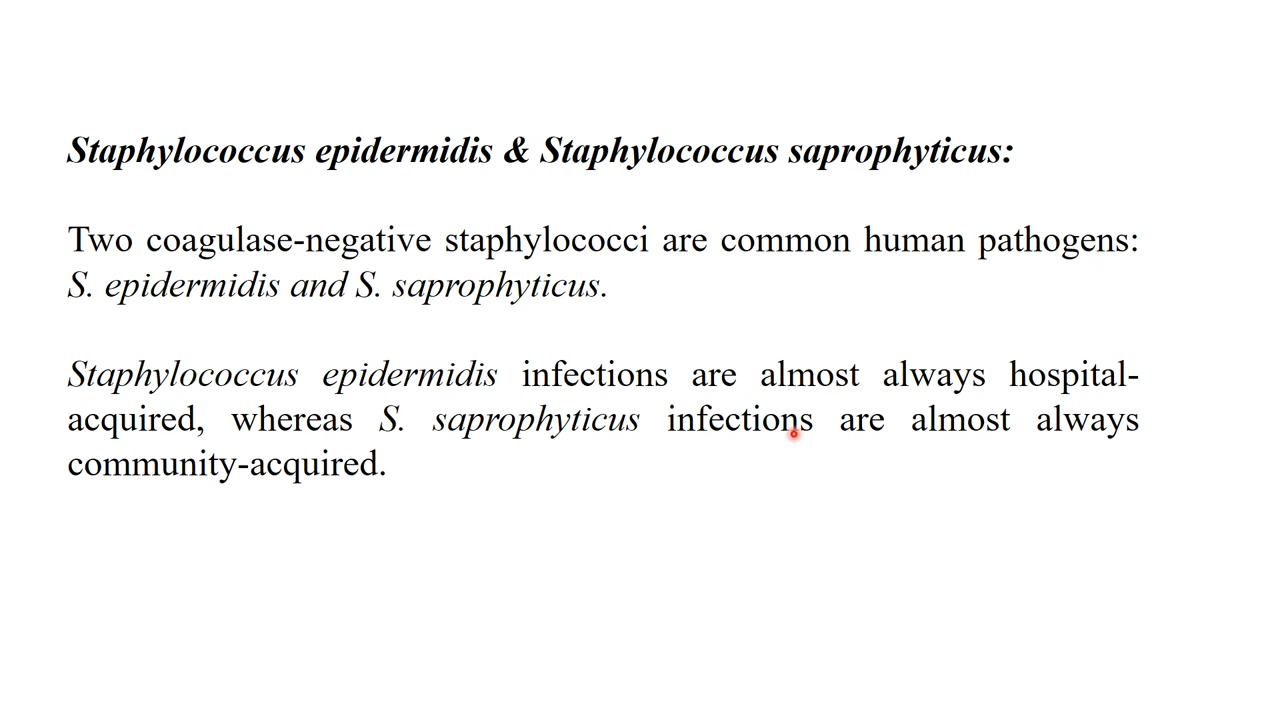 Staphylococcus epidermidis & Staphylococcus saprophyticus:
Two coagulase-negative staphylococci are common human pathogens:
S. epidermidis and S. saprophyticus.
Staphylococcus epidermidis infections are almost always hospital-
acquired, whereas S. saprophyticus infections are almost always
community-acquired.